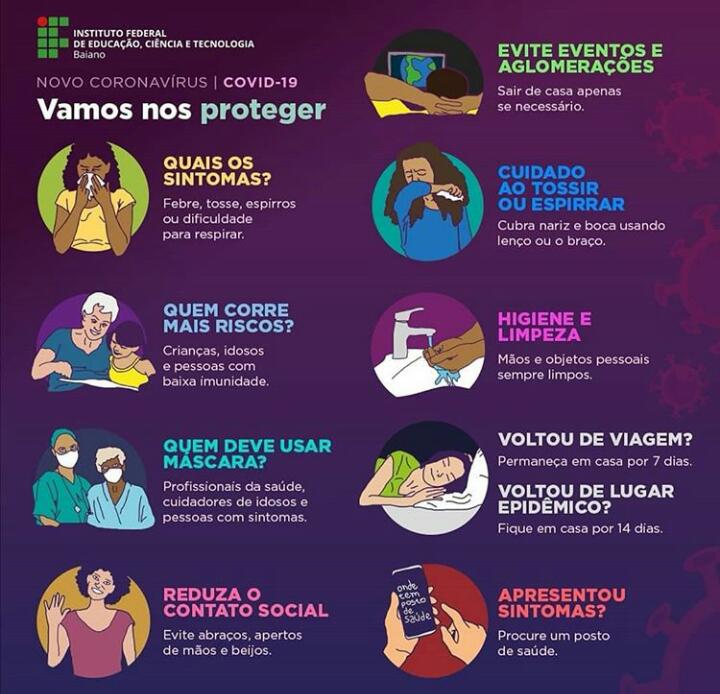 INSTITUTO FEDERAL
DE EDUCAÇÃO, CIÊNCIA E TECNOLOGIA
Baiano
NOVO CORONAVÍRUS | COVID-19
Vamos nos proteger
QUAIS OS
SINTOMAS?
Febre, tosse, espirros
ou dificuldade
para respirar.
QUEM CORRE
MAIS RISCOS?
Crianças, idosos
e pessoas com
baixa imunidade.
QUEM DEVE USAR
MÁSCARA?
Profissionais da saúde,
cuidadores de idosos e
pessoas com sintomas.
REDUZA O
CONTATO SOCIAL
Evite abraços, apertos
de mãos e beijos.
EVITE EVENTOS E
AGLOMERAÇÕES
Sair de casa apenas
se necessário.
CUIDADO
AO TOSSIR
OU ESPIRRAR
Cubra nariz e boca usando
lenço ou o braço.
HIGIENE E
LIMPEZA
Mãos e objetos pessoais
sempre limpos.
VOLTOU DE VIAGEM?
Permaneça em casa por 7 dias.
VOLTOU DE LUGAR
EPIDÊMICO?
Fique em casa por 14 dias.
onde
tem
posto
de
saúde
APRESENTOU
SINTOMAS?
Procure um posto
de saúde.